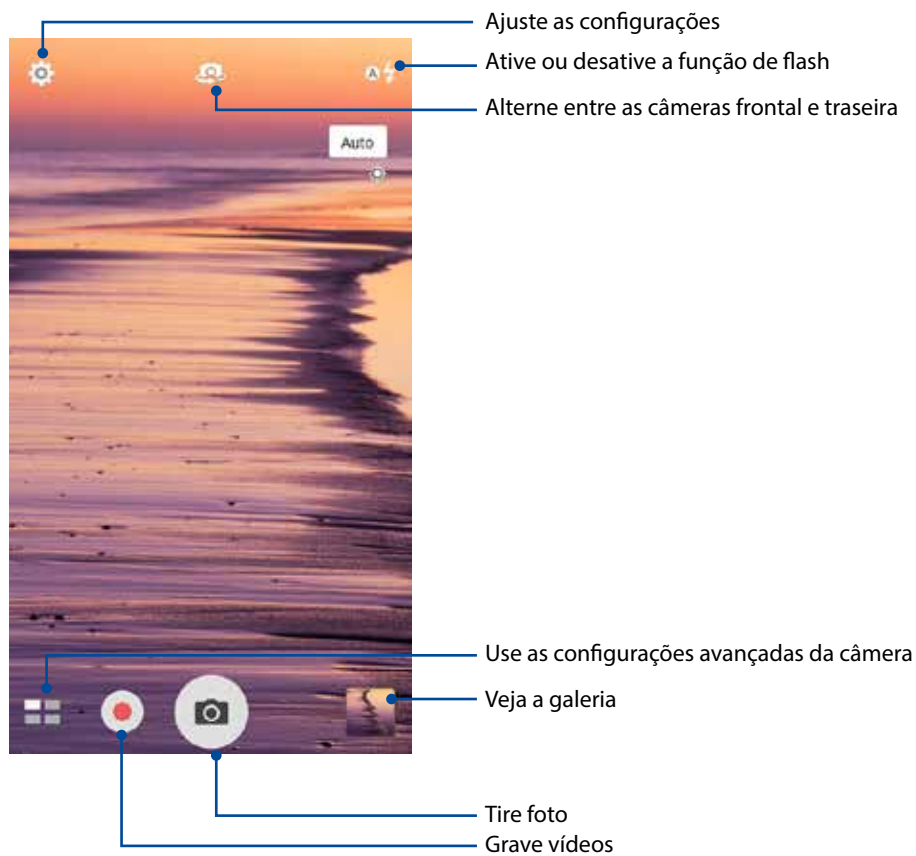 Ajuste as configurações
Ative ou desative a função de flash
Alterne entre as câmeras frontal e traseira
A
Auto
Use as configurações avançadas da câmera
Veja a galeria
Tire foto
Grave vídeos